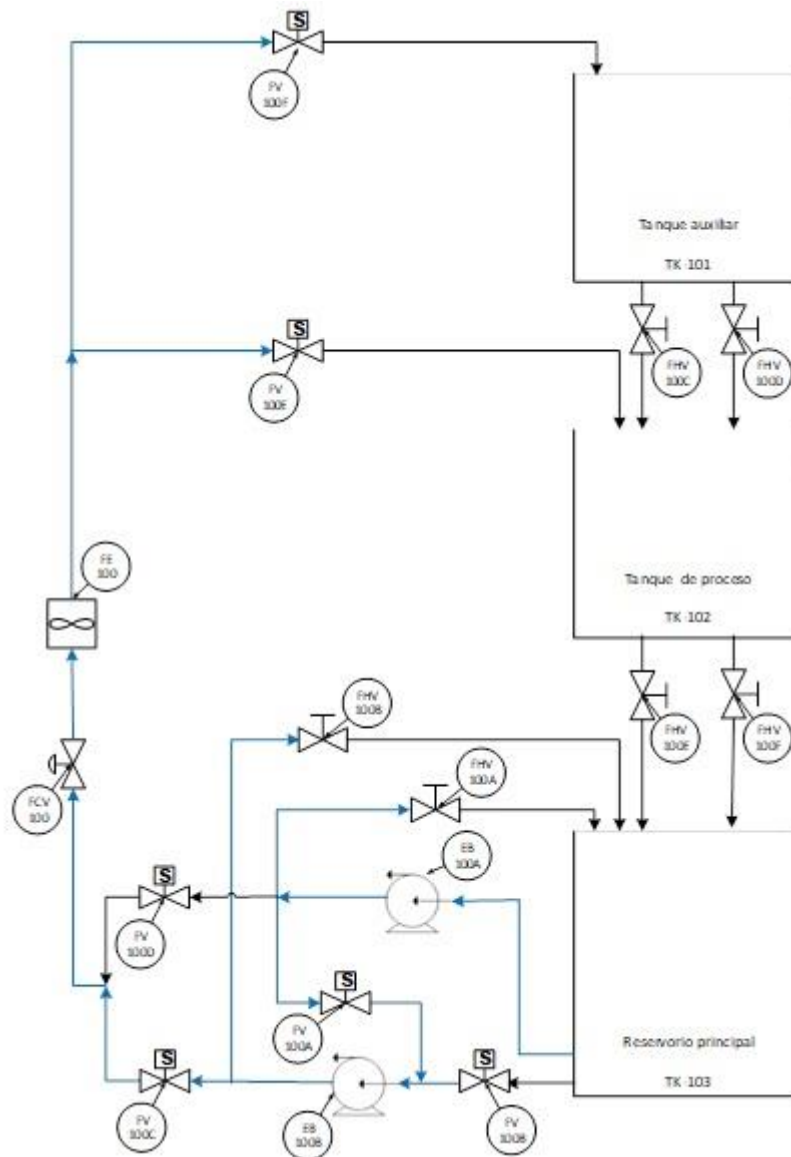 S
FV
100F
Tanque auxiliar
TK 101
S
FV
100E
FHV
100C
FHV
100D
FE
100
Tanque de proceso
TK 102
FHV
100B
FHV
100E
FHV
100F
FCV
100
FHV
100A
EB
100A
S
FV
100D
S
FV
100A
Reservorio principal
TK 103
S
FV
100C
EB
100B
S
FV
100B